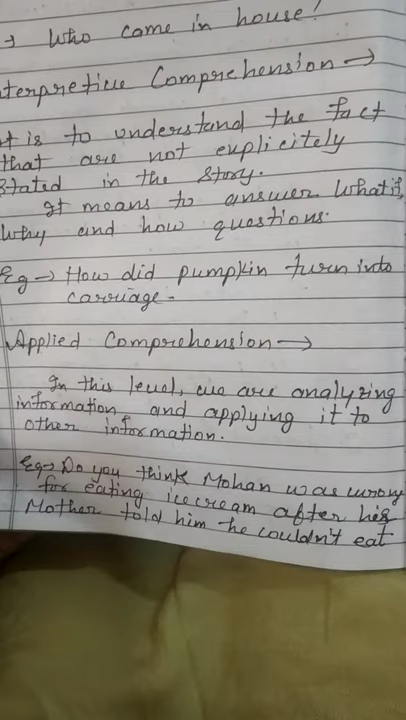 → Who come in house?
nterpretive Comprehension →
It is to understand the fact
that are not explicitely
Stated in the story.
It means to answer What if,
Why and how questions.
Eg → How did pumpkin turn into
carriage.
Applied Comprehension →
In this level, we are analyzing
information and applying it to
other information.
Eg → Do you think Mohan was wrong
for eating icecream after his
Mother told him he couldn't eat